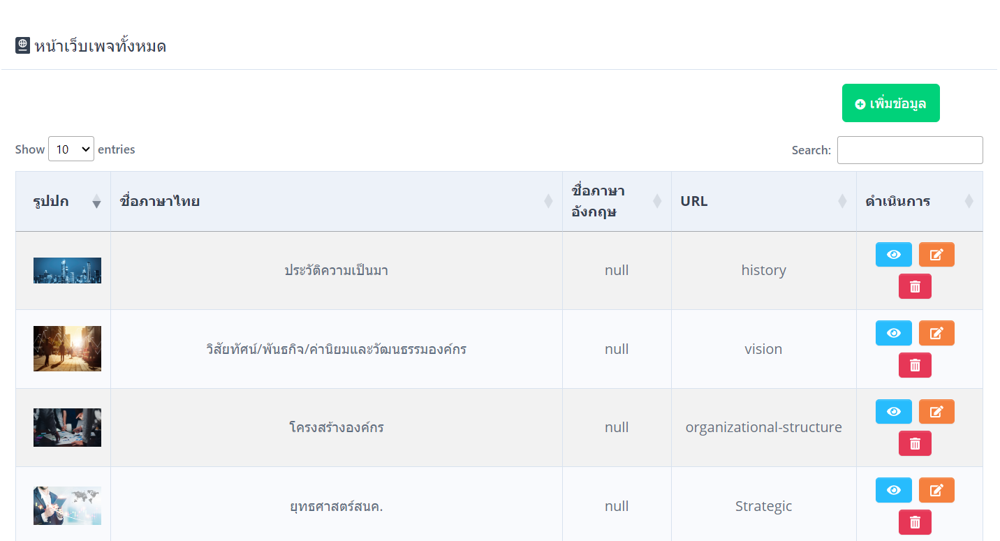 หน้าเว็บเพจทั้งหมด
เพิ่มข้อมูล
Show 10 entries
Search:
รูปปก ชื่อภาษาไทย ชื่อภาษาอังกฤษ URL ดำเนินการ
ประวัติความเป็นมา null history
วิสัยทัศน์/พันธกิจ/ค่านิยมและวัฒนธรรมองค์กร null vision
โครงสร้างองค์กร null organizational-structure
ยุทธศาสตร์สนค. null Strategic